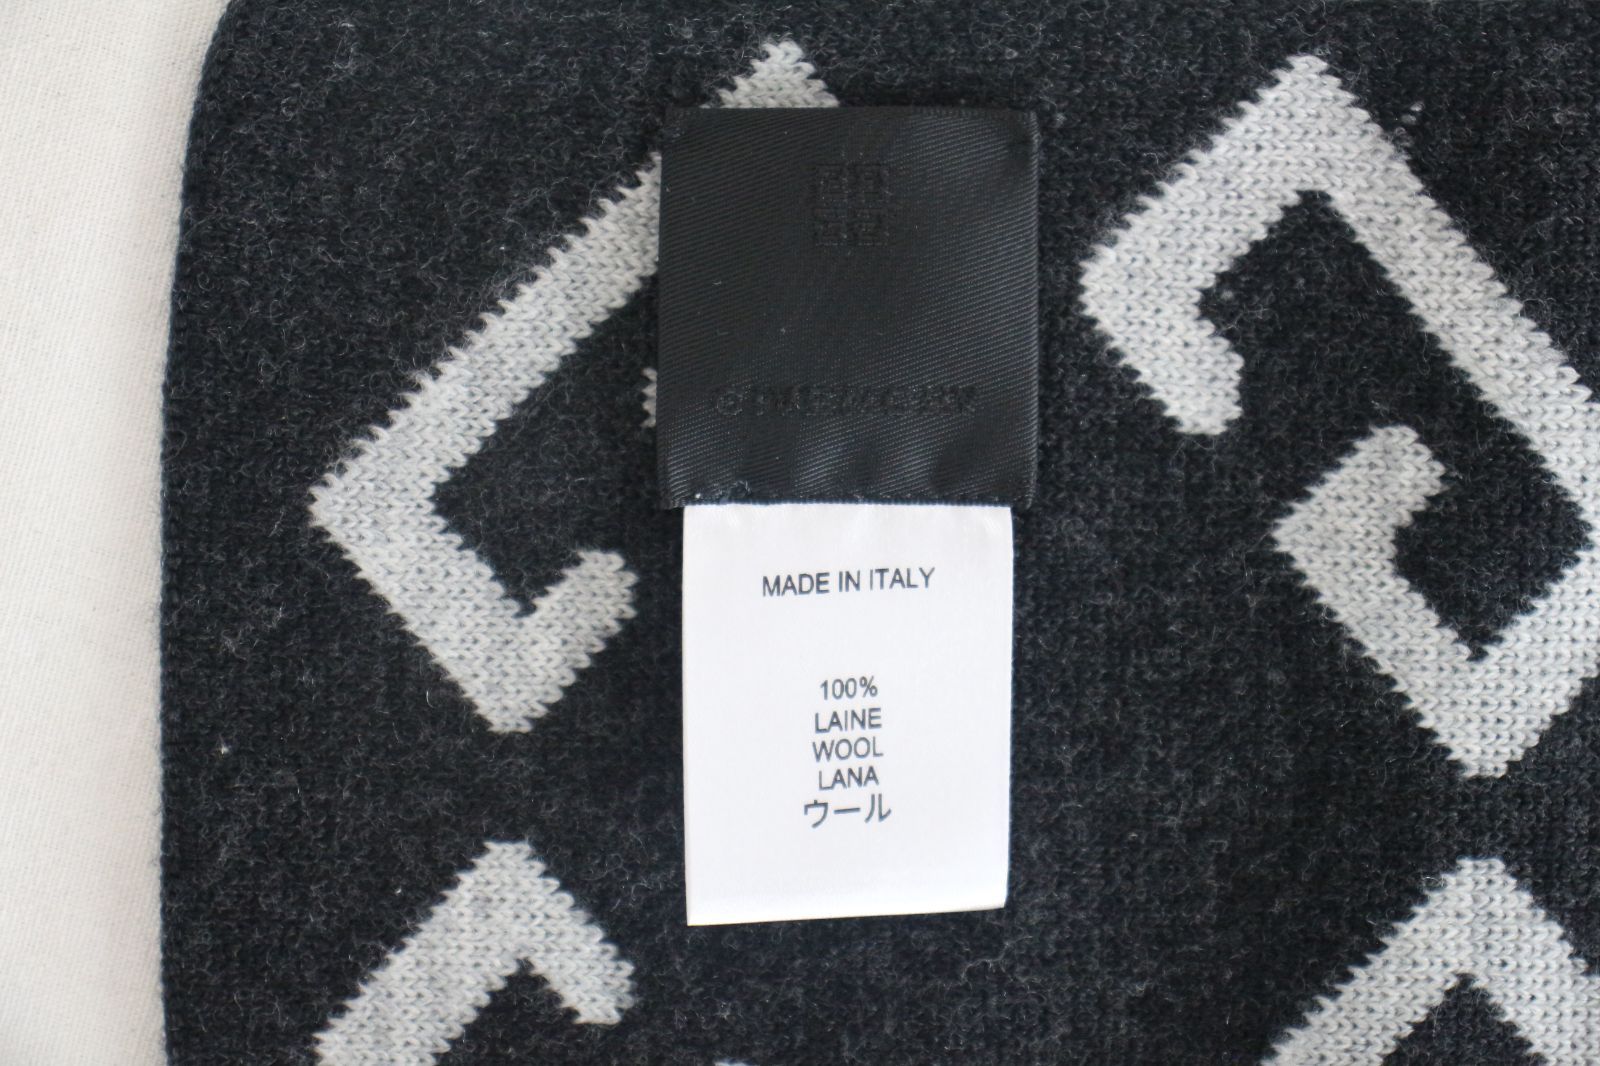 MADE IN ITALY
100%
LAINE
WOOL
LANA
ウール